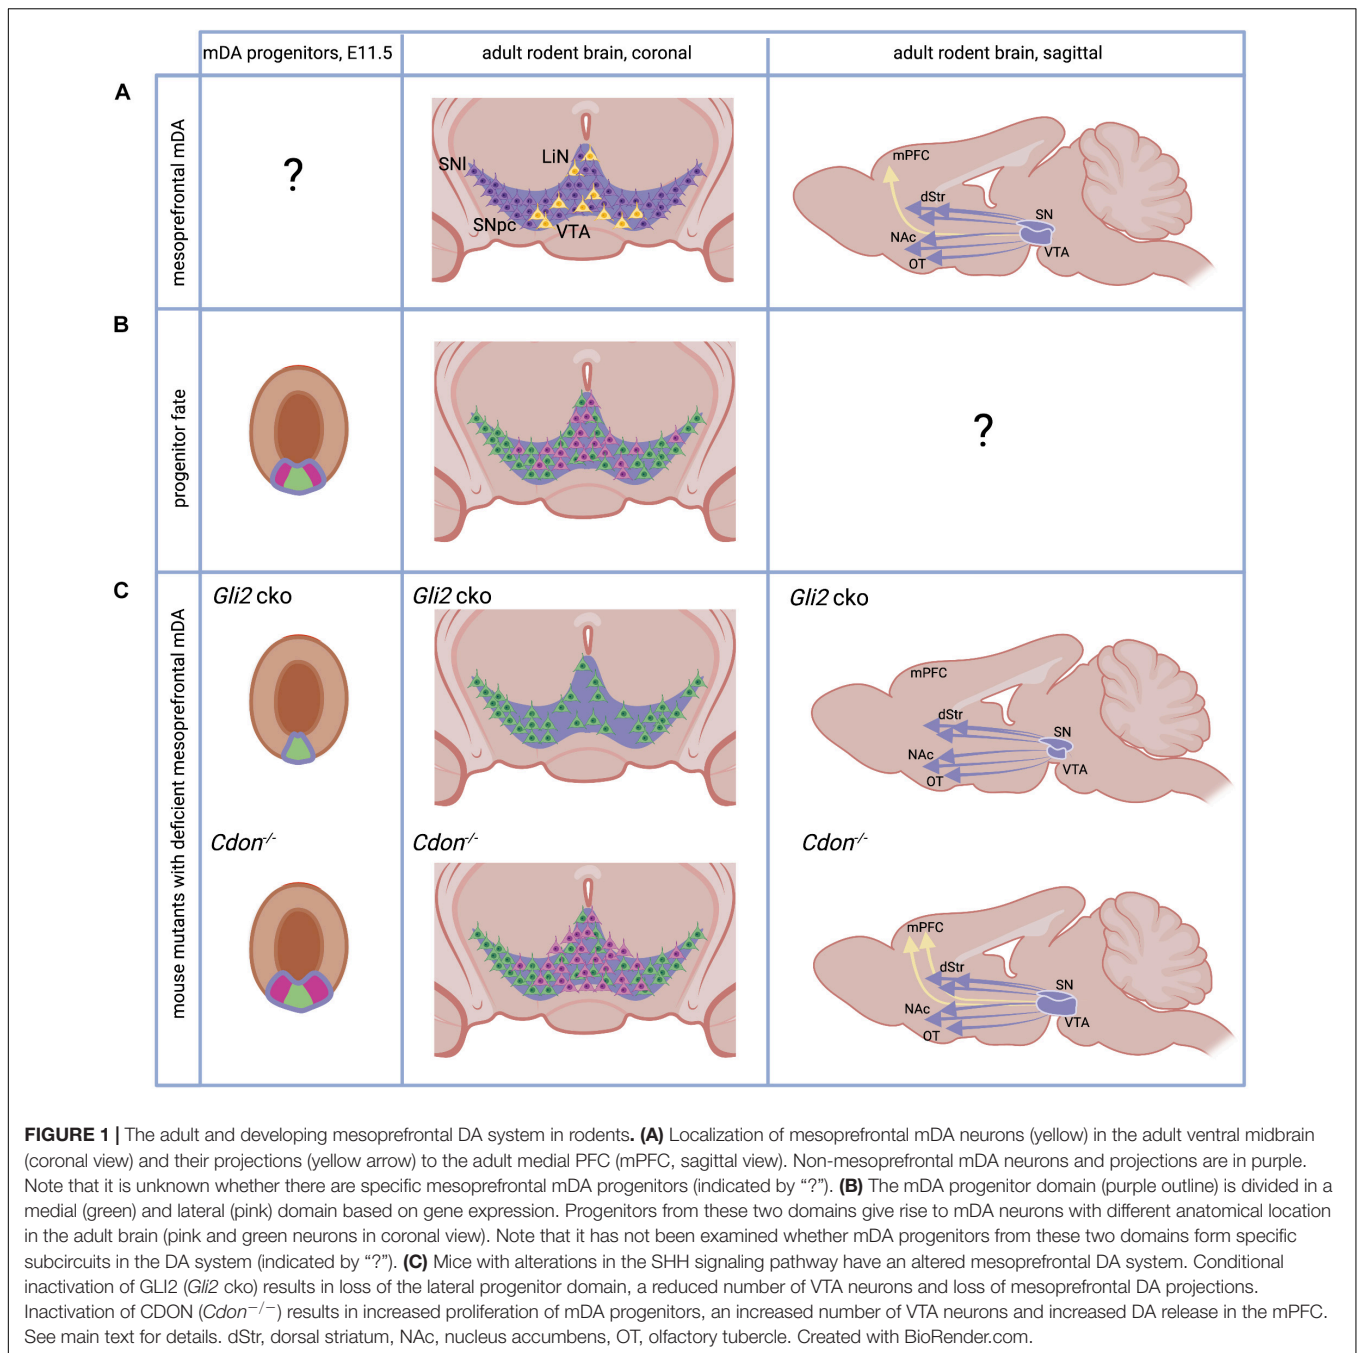 mDA progenitors, E11.5
adult rodent brain, coronal
adult rodent brain, sagittal
A
mesoprefrontal mDA
?
SNl
LiN
SNpc
VTA
mPFC
dStr
SN
NAc
VTA
OT
B
progenitor fate
?
C
mouse mutants with deficient mesoprefrontal mDA
Gli2 cko
Gli2 cko
Gli2 cko
mPFC
dStr
SN
NAc
VTA
OT
Cdon-/-
Cdon-/-
Cdon-/-
mPFC
dStr
SN
NAc
VTA
OT
FIGURE 1 | The adult and developing mesoprefrontal DA system in rodents. (A) Localization of mesoprefrontal mDA neurons (yellow) in the adult ventral midbrain
(coronal view) and their projections (yellow arrow) to the adult medial PFC (mPFC, sagittal view). Non-mesoprefrontal mDA neurons and projections are in purple.
Note that it is unknown whether there are specific mesoprefrontal mDA progenitors (indicated by “?”). (B) The mDA progenitor domain (purple outline) is divided in a
medial (green) and lateral (pink) domain based on gene expression. Progenitors from these two domains give rise to mDA neurons with different anatomical location
in the adult brain (pink and green neurons in coronal view). Note that it has not been examined whether mDA progenitors from these two domains form specific
subcircuits in the DA system (indicated by “?”). (C) Mice with alterations in the SHH signaling pathway have an altered mesoprefrontal DA system. Conditional
inactivation of GLI2 (Gli2 cko) results in loss of the lateral progenitor domain, a reduced number of VTA neurons and loss of mesoprefrontal DA projections.
Inactivation of CDON (Cdon−/−) results in increased proliferation of mDA progenitors, an increased number of VTA neurons and increased DA release in the mPFC.
See main text for details. dStr, dorsal striatum, NAc, nucleus accumbens, OT, olfactory tubercle. Created with BioRender.com.